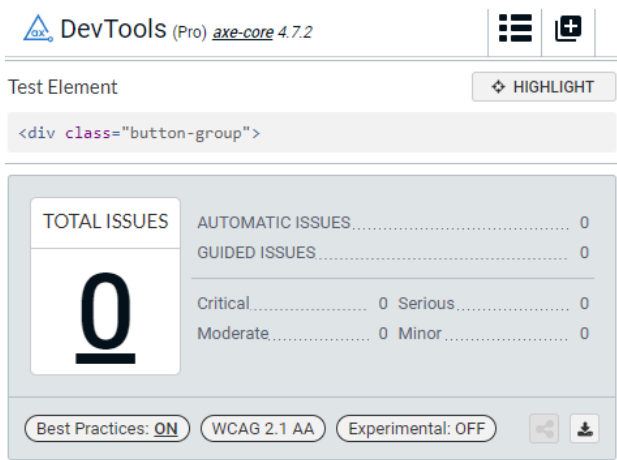 ax DevTools (Pro) axe-core 4.7.2
Test Element
HIGHLIGHT
<div class="button-group">
TOTAL ISSUES
0
AUTOMATIC ISSUES 0
GUIDED ISSUES 0
Critical 0 Serious 0
Moderate 0 Minor 0
Best Practices: ON WCAG 2.1 AA Experimental: OFF